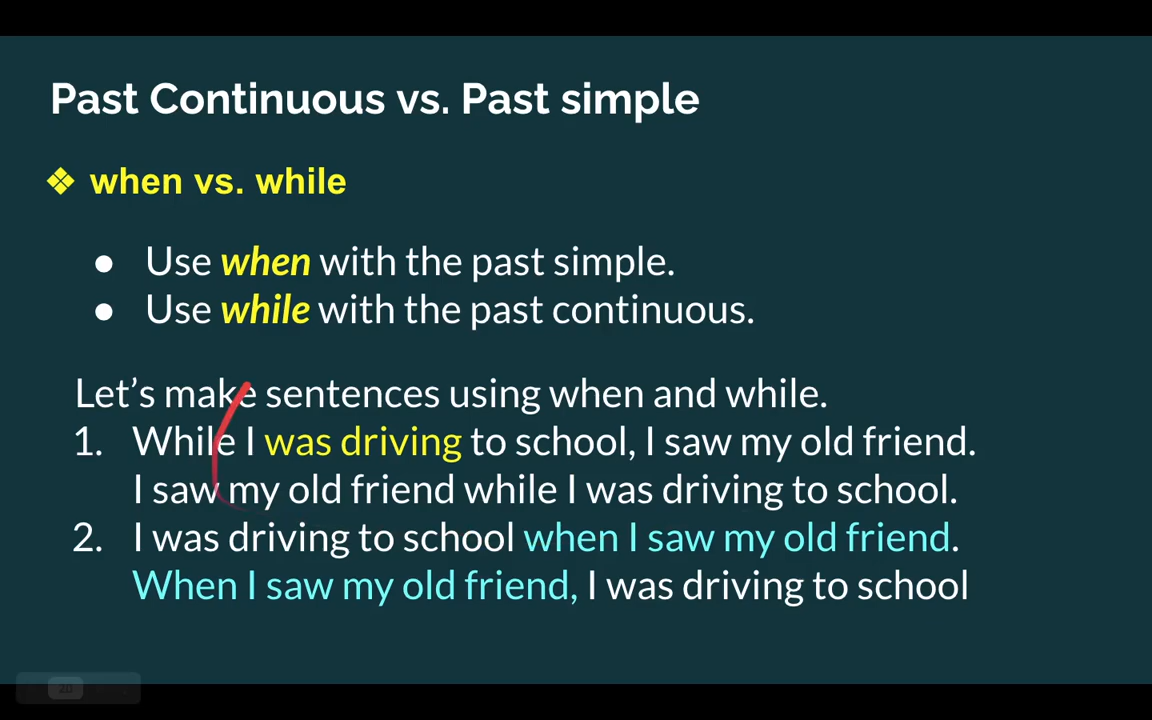 Past Continuous vs. Past simple
❖ when vs. while
● Use when with the past simple.
● Use while with the past continuous.
Let’s make sentences using when and while.
1. While I was driving to school, I saw my old friend.
I saw my old friend while I was driving to school.
2. I was driving to school when I saw my old friend.
When I saw my old friend, I was driving to school
20